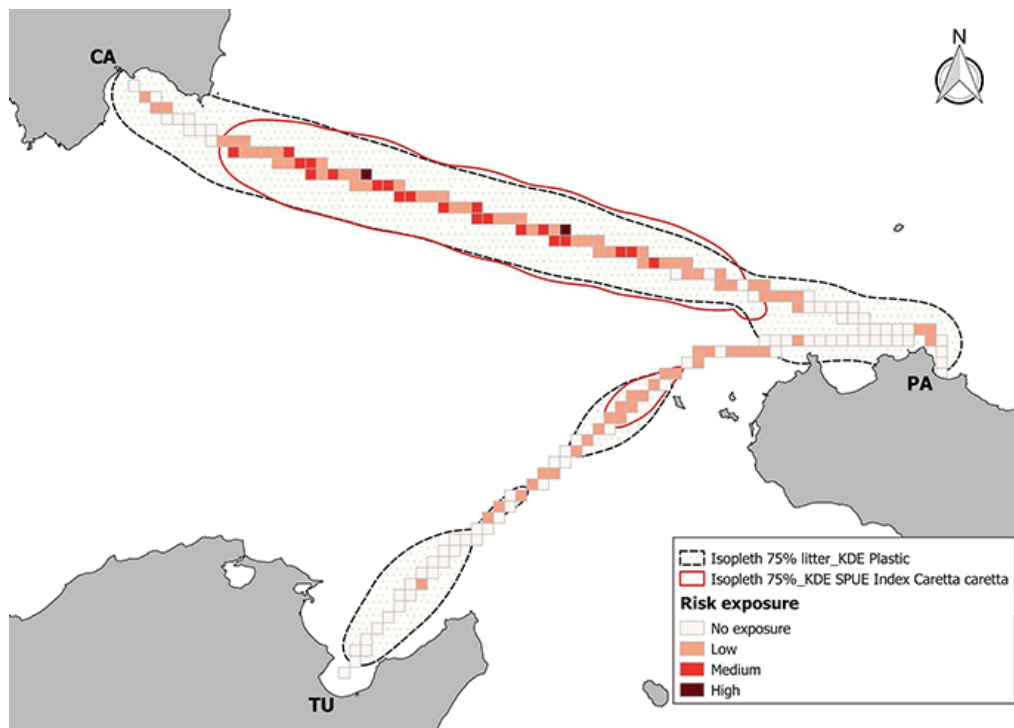 N
CA
PA
TU
Isopleth 75% litter_KDE Plastic
Isopleth 75%_KDE SPUE Index Caretta caretta
Risk exposure
No exposure
Low
Medium
High